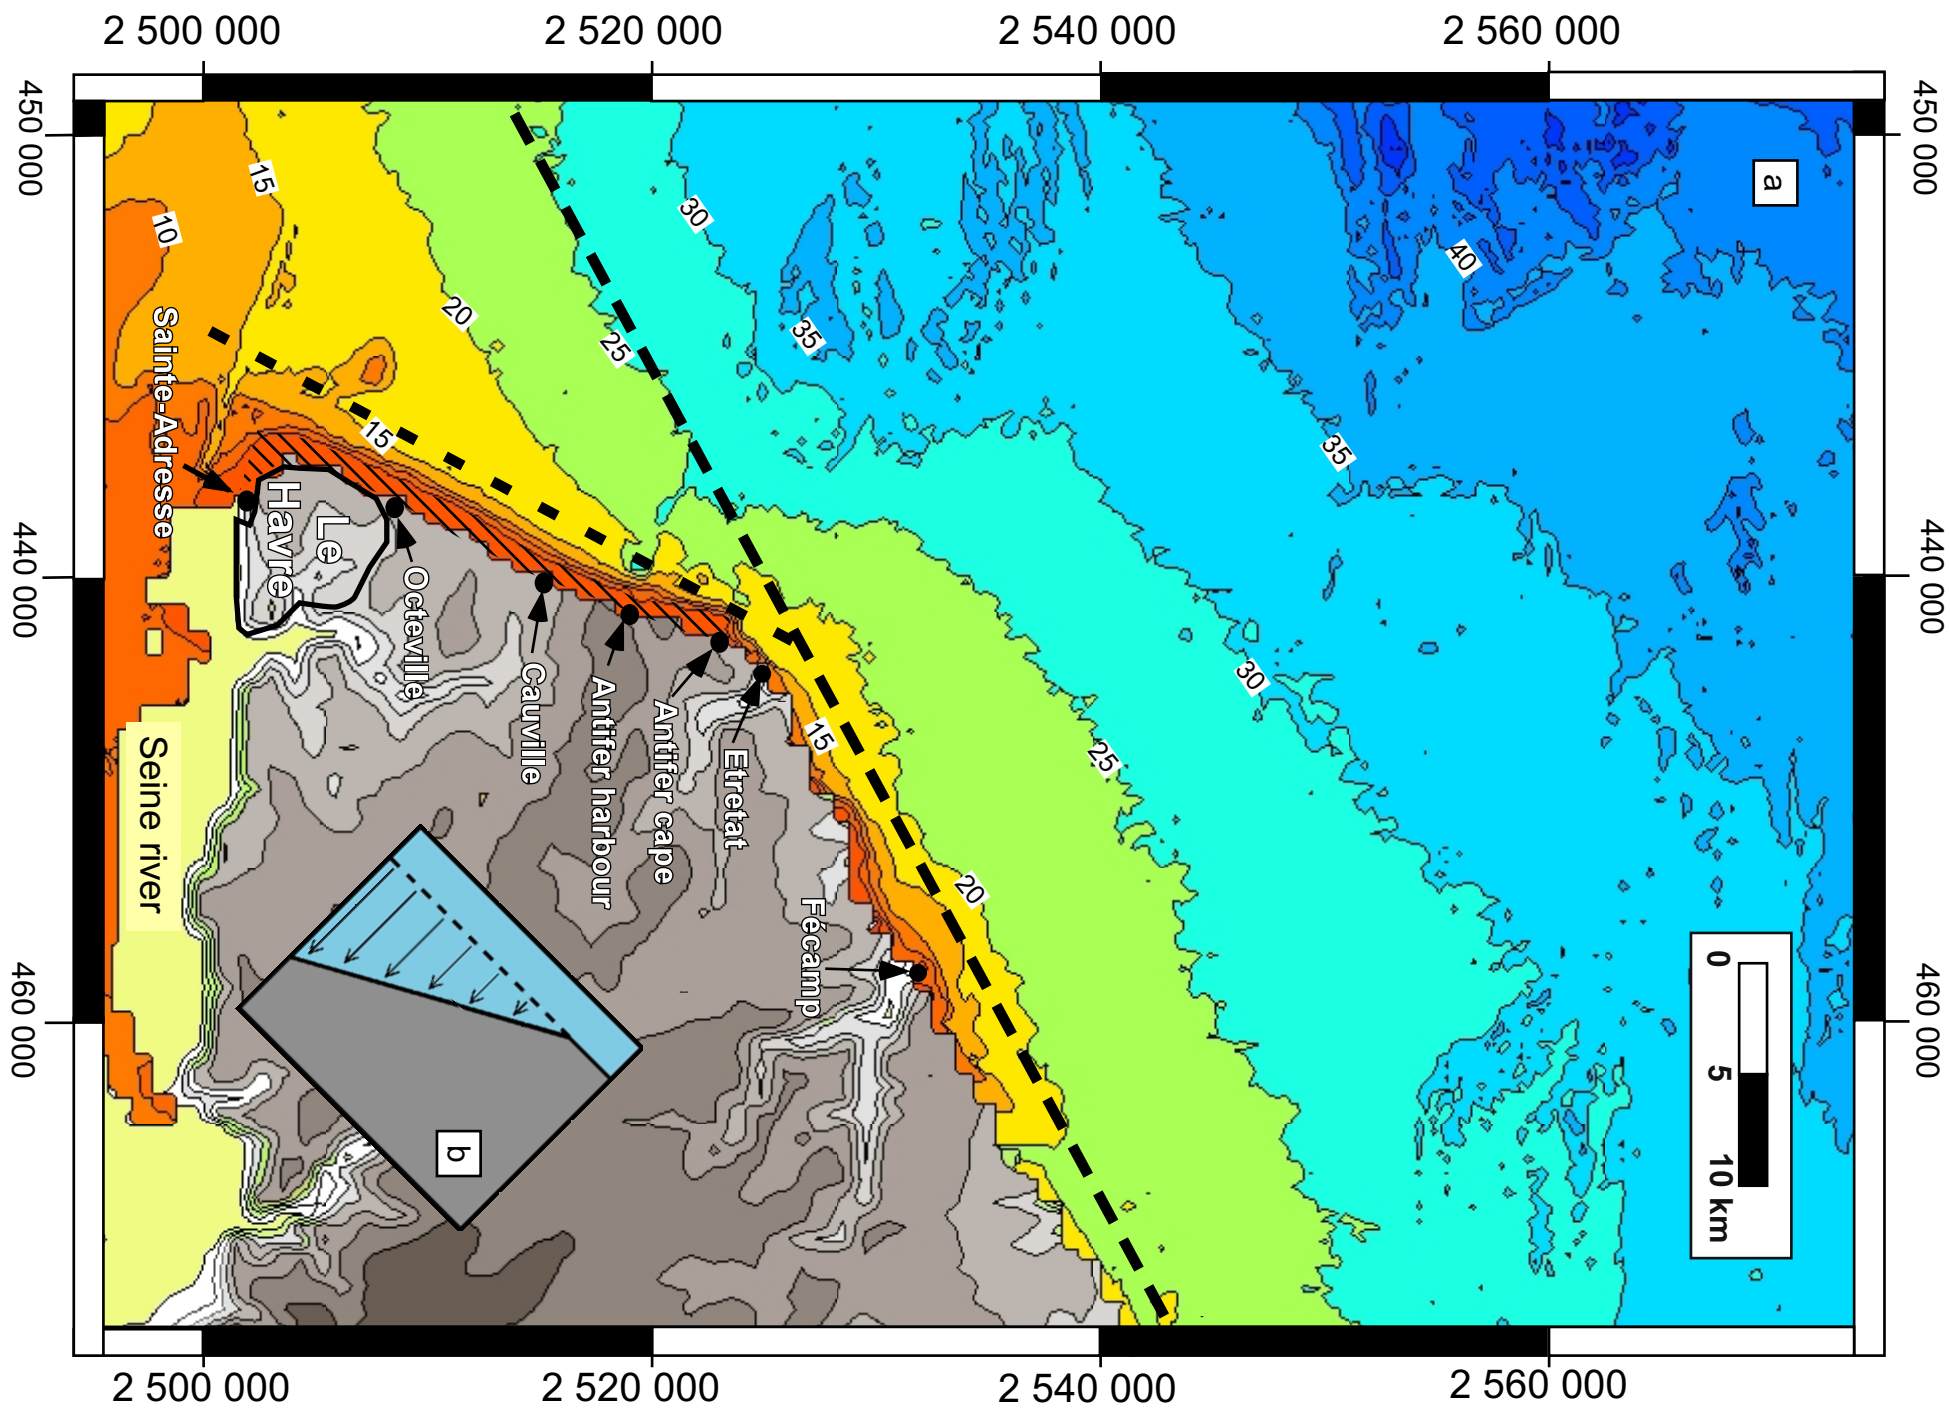 2 500 000
2 520 000
2 540 000
2 560 000
450 000
440 000
460 000
450 000
440 000
460 000
2 500 000
2 520 000
2 540 000
2 560 000
a
15
10
20
25
30
35
40
15
35
30
25
15
20
Sainte-Adresse
Le
Havre
Octeville
Cauville
Antifer harbour
Antifer cape
Etretat
Fécamp
Seine river
b
0
5
10 km